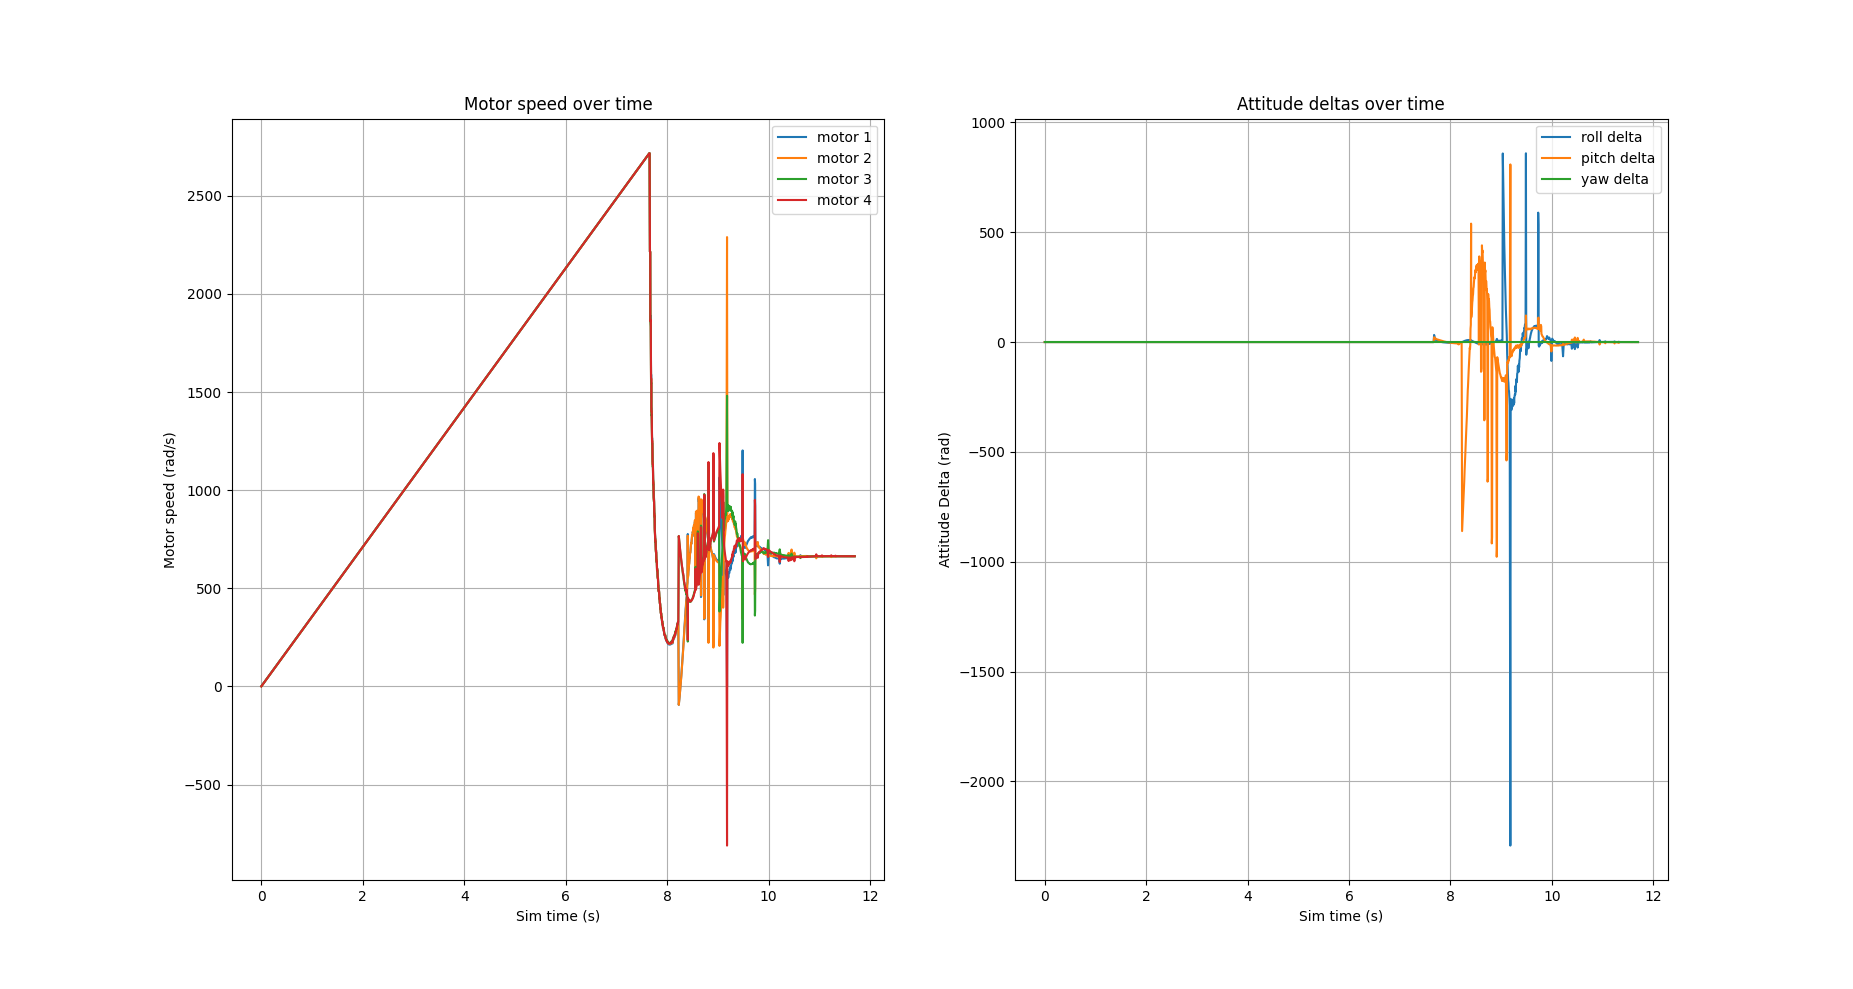 Motor speed over time
motor 1
motor 2
motor 3
motor 4
2500
2000
1500
1000
500
0
−500
Motor speed (rad/s)
0 2 4 6 8 10 12
Sim time (s)
Attitude deltas over time
roll delta
pitch delta
yaw delta
1000
500
0
−500
−1000
−1500
−2000
Attitude Delta (rad)
0 2 4 6 8 10 12
Sim time (s)